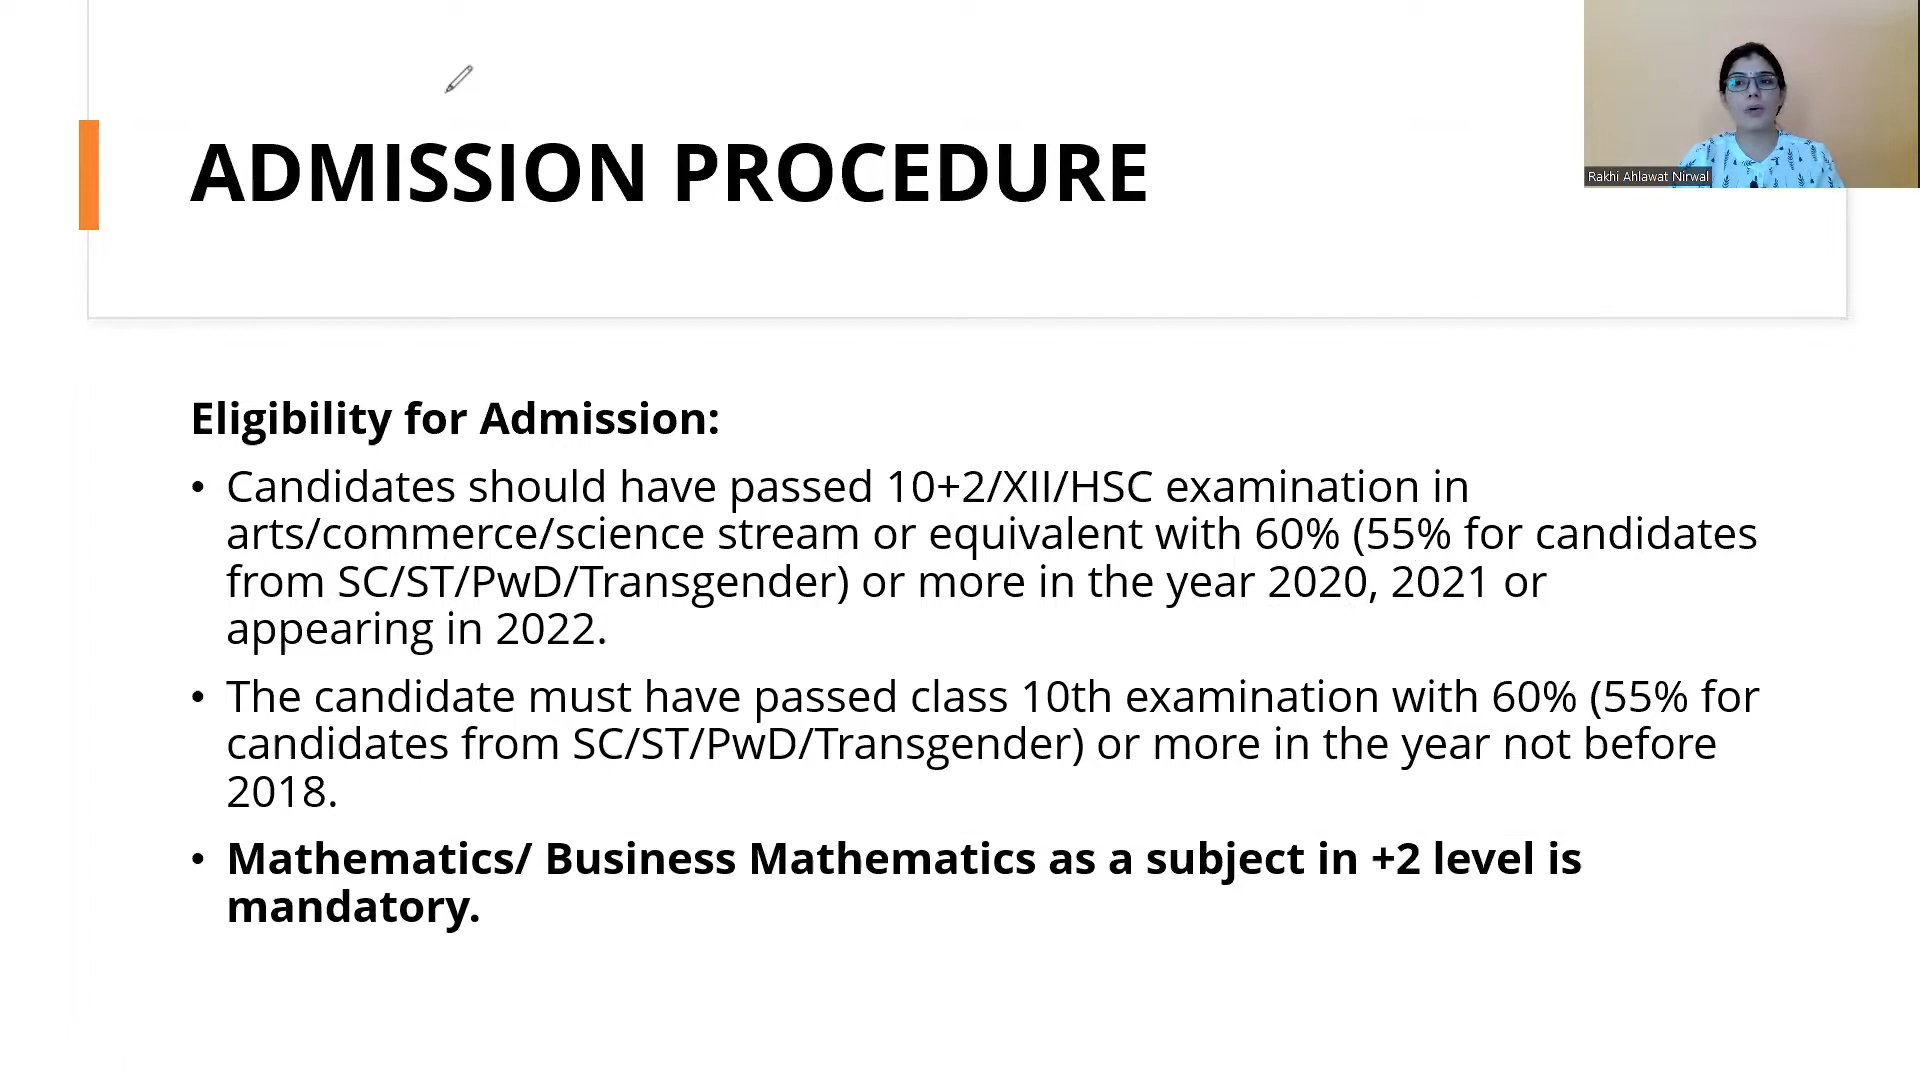 ADMISSION PROCEDURE
Rakhi Ahlawat Nirwal
Eligibility for Admission:
• Candidates should have passed 10+2/XII/HSC examination in
arts/commerce/science stream or equivalent with 60% (55% for candidates
from SC/ST/PwD/Transgender) or more in the year 2020, 2021 or
appearing in 2022.
• The candidate must have passed class 10th examination with 60% (55% for
candidates from SC/ST/PwD/Transgender) or more in the year not before
2018.
• Mathematics/ Business Mathematics as a subject in +2 level is
mandatory.